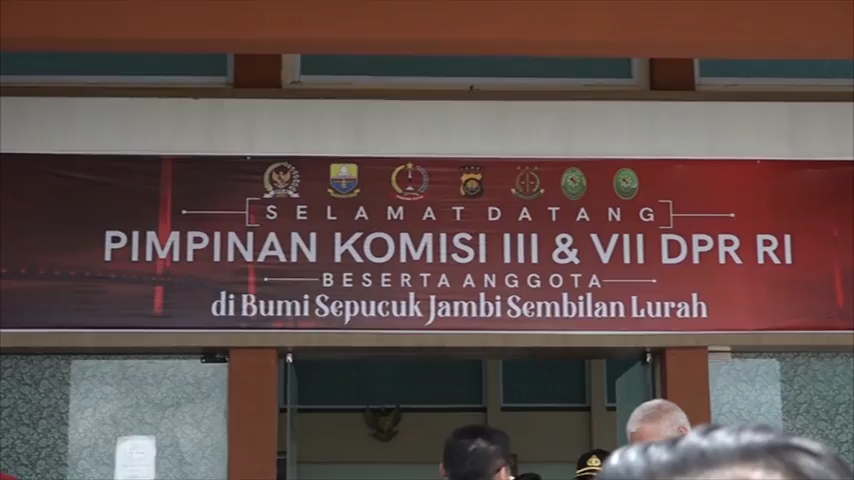 SELAMAT DATANG
PIMPINAN KOMISI III & VII DPR RI
BESERTA ANGGOTA
di Bumi Sepucuk Jambi Sembilan Lurah